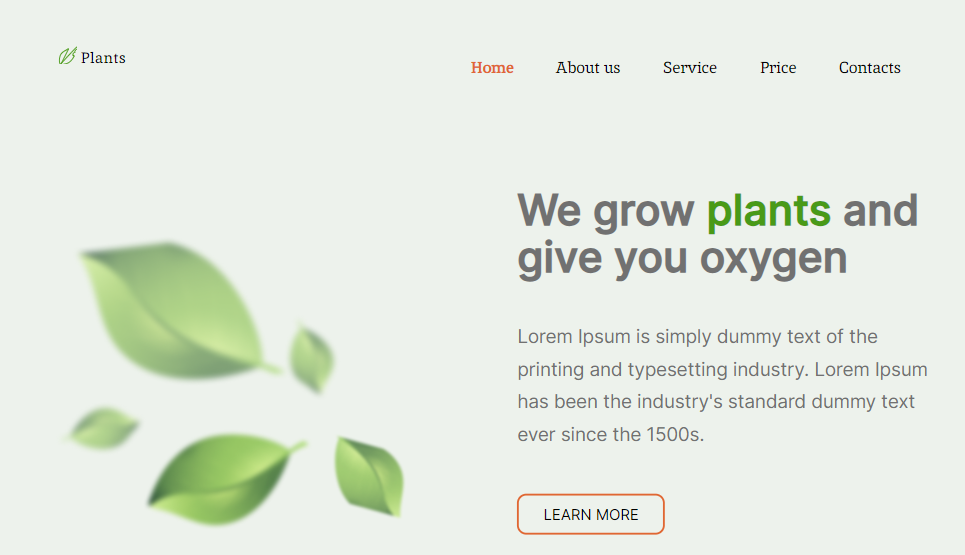 Plants
Home About us Service Price Contacts
We grow plants and
give you oxygen
Lorem Ipsum is simply dummy text of the
printing and typesetting industry. Lorem Ipsum
has been the industry's standard dummy text
ever since the 1500s.
LEARN MORE